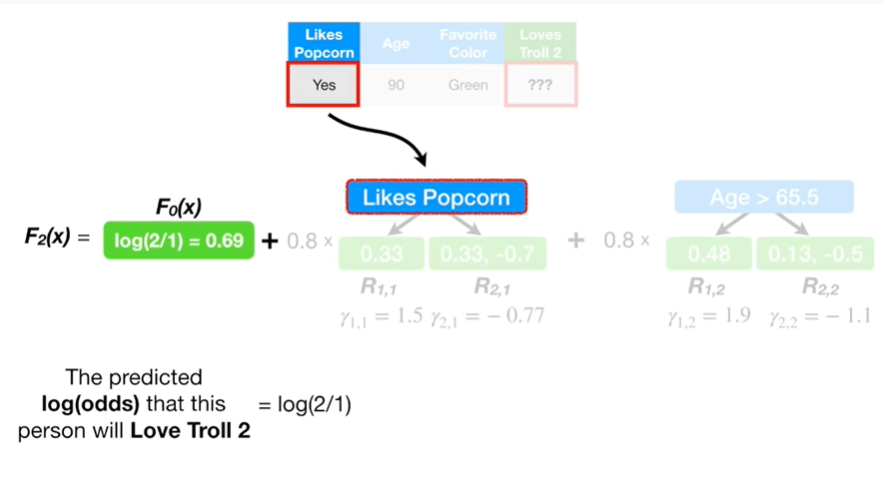 Likes Popcorn Age Favorite Color Loves Troll 2
Yes 90 Green ???
Likes Popcorn Age > 65.5
F₀(x)
F₂(x) = log(2/1) = 0.69 + 0.8 × 0.33 0.33, -0.7 + 0.8 × 0.48 0.13, -0.5
R₁,₁ R₂,₁ R₁,₂ R₂,₂
γ₁,₁ = 1.5 γ₂,₁ = − 0.77 γ₁,₂ = 1.9 γ₂,₂ = − 1.1
The predicted
log(odds) that this = log(2/1)
person will Love Troll 2